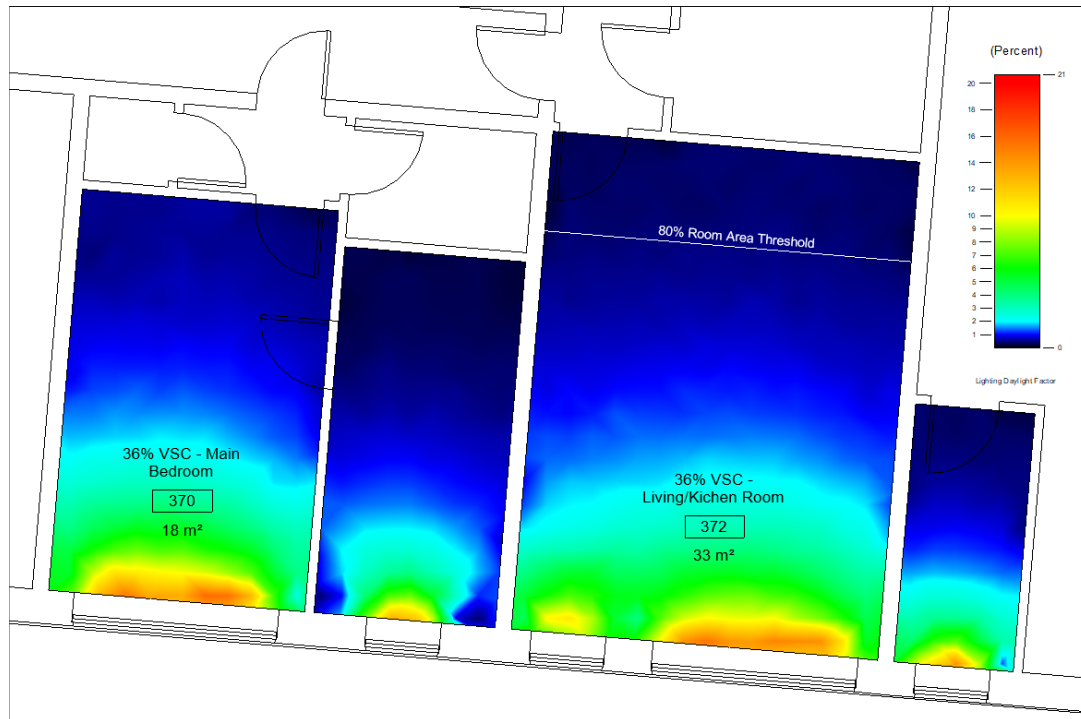 (Percent)
21
20
18
16
14
12
10
9
8
7
6
5
4
3
2
1
0
Lighting Daylight Factor
80% Room Area Threshold
36% VSC - Main
Bedroom
370
18 m²
36% VSC -
Living/Kichen Room
372
33 m²